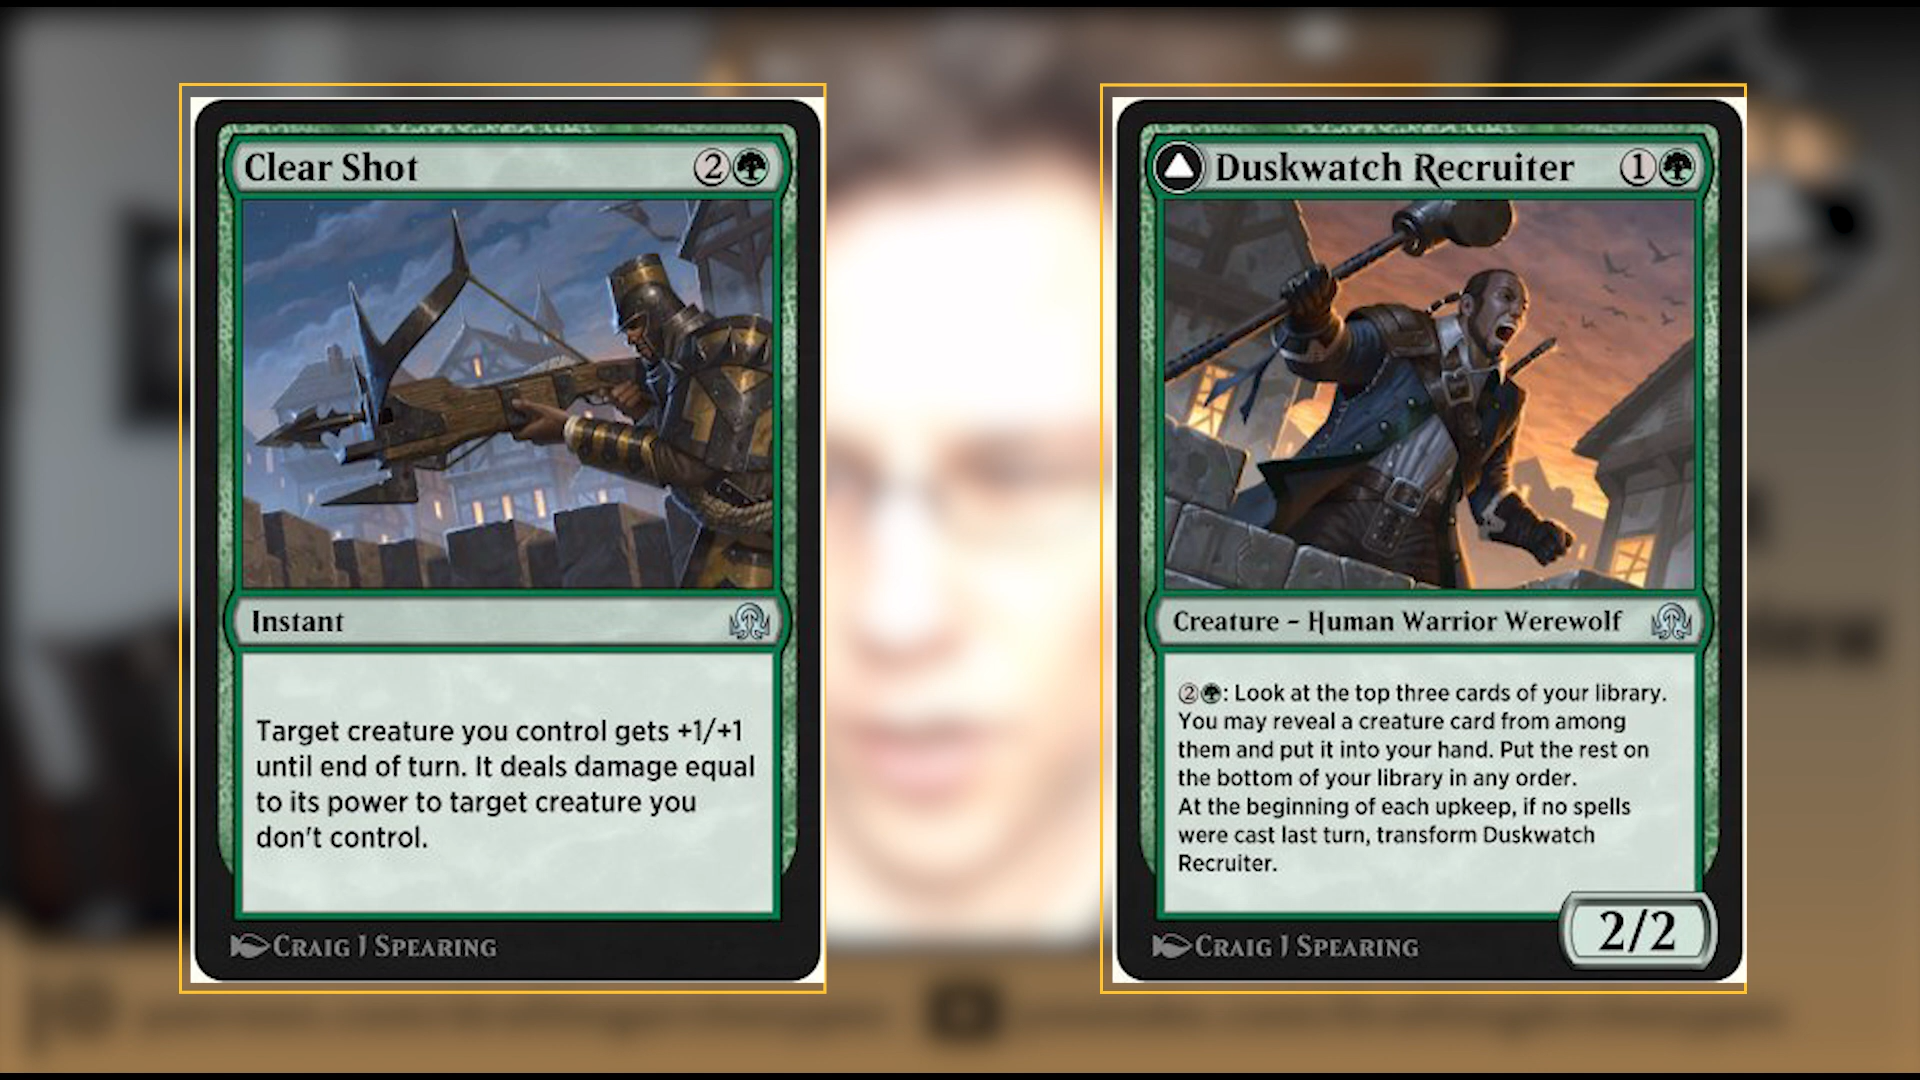 Clear Shot 2
Instant
Target creature you control gets +1/+1
until end of turn. It deals damage equal
to its power to target creature you
don't control.
Craig J Spearing
Duskwatch Recruiter 1
Creature – Human Warrior Werewolf
2: Look at the top three cards of your library.
You may reveal a creature card from among
them and put it into your hand. Put the rest on
the bottom of your library in any order.
At the beginning of each upkeep, if no spells
were cast last turn, transform Duskwatch
Recruiter.
2/2
Craig J Spearing